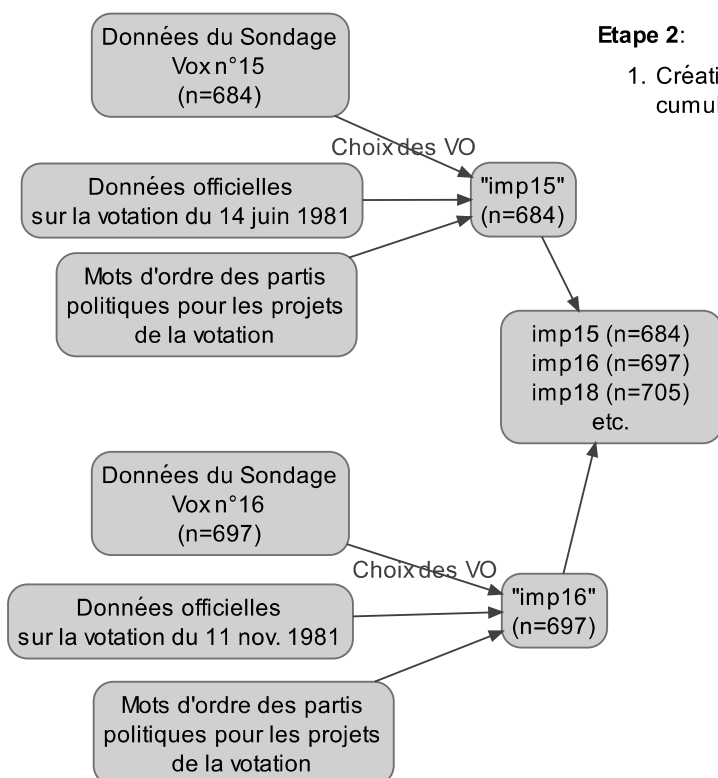 Données du Sondage
Vox n°15
(n=684)
Etape 2:
1. Créati
cumul
Choix des VO
Données officielles
sur la votation du 14 juin 1981
"imp15"
(n=684)
Mots d'ordre des partis
politiques pour les projets
de la votation
imp15 (n=684)
imp16 (n=697)
imp18 (n=705)
etc.
Données du Sondage
Vox n°16
(n=697)
Choix des VO
Données officielles
sur la votation du 11 nov. 1981
"imp16"
(n=697)
Mots d'ordre des partis
politiques pour les projets
de la votation